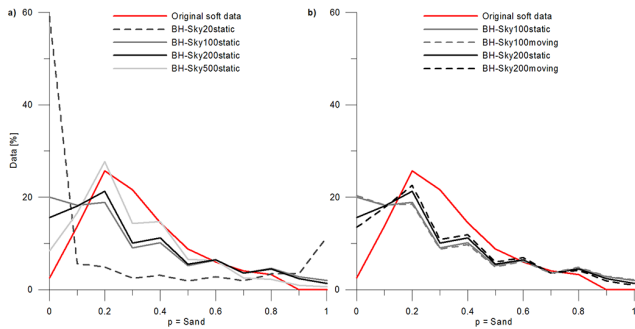 a)
Original soft data
BH-Sky20static
BH-Sky100static
BH-Sky200static
BH-Sky500static
60
40
20
0
Data [%]
0 0.2 0.4 0.6 0.8 1
p = Sand
b)
Original soft data
BH-Sky100static
BH-Sky100moving
BH-Sky200static
BH-Sky200moving
60
40
20
0
0 0.2 0.4 0.6 0.8 1
p = Sand